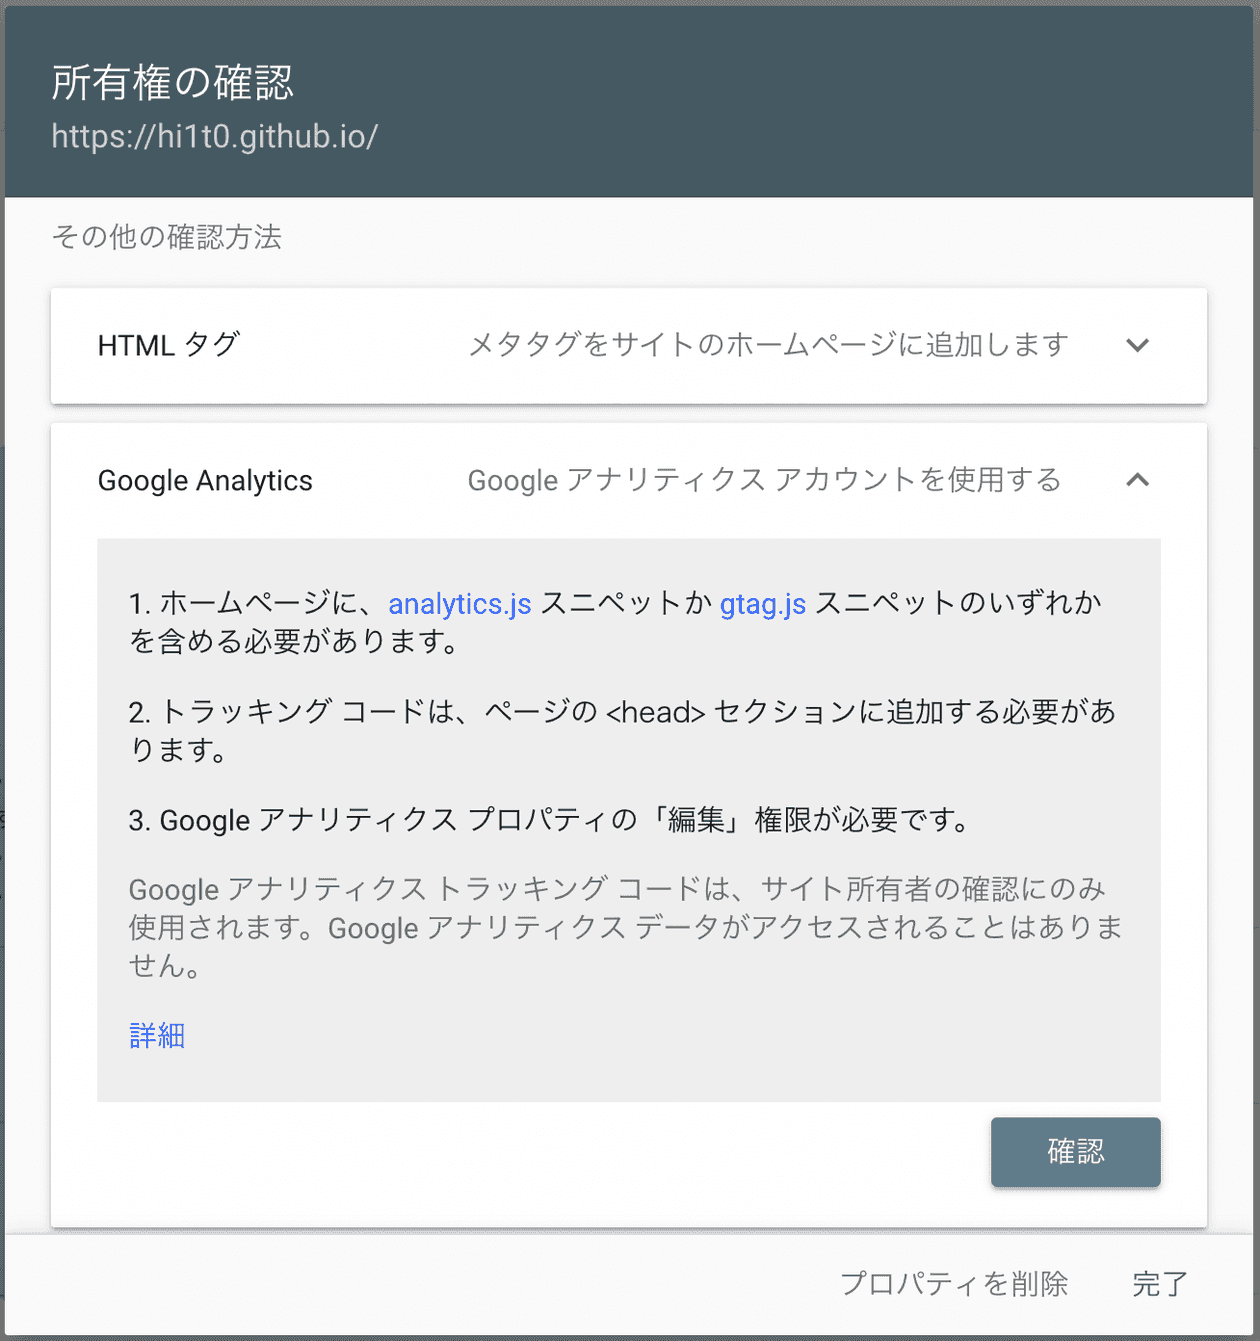 所有権の確認
https://hi1t0.github.io/
その他の確認方法
HTML タグ
メタタグをサイトのホームページに追加します
Google Analytics
Google アナリティクス アカウントを使用する
1. ホームページに、analytics.js スニペットか gtag.js スニペットのいずれか
を含める必要があります。
2. トラッキング コードは、ページの <head> セクションに追加する必要があ
ります。
3. Google アナリティクス プロパティの「編集」権限が必要です。
Google アナリティクス トラッキング コードは、サイト所有者の確認にのみ
使用されます。Google アナリティクス データがアクセスされることはありま
せん。
詳細
確認
プロパティを削除
完了